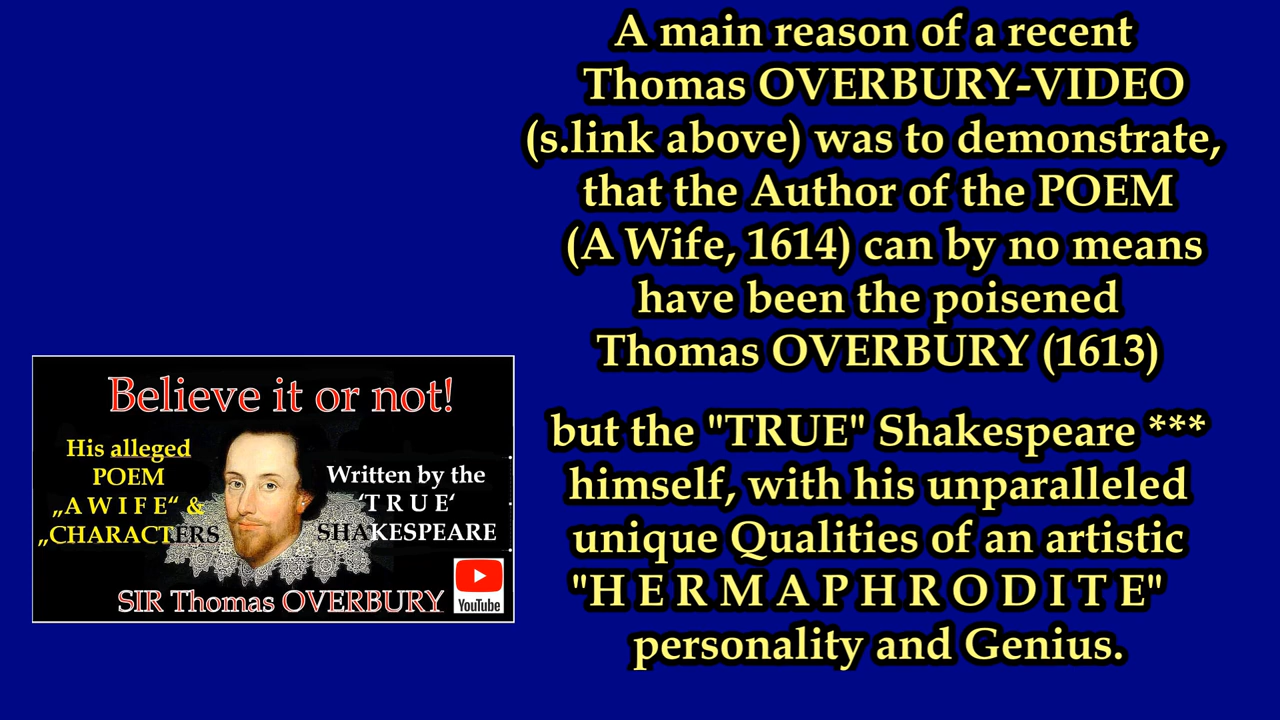 A main reason of a recent
Thomas OVERBURY-VIDEO
(s.link above) was to demonstrate,
that the Author of the POEM
(A Wife, 1614) can by no means
have been the poisened
Thomas OVERBURY (1613)
but the "TRUE" Shakespeare ***
himself, with his unparalleled
unique Qualities of an artistic
"H E R M A P H R O D I T E"
personality and Genius.
Believe it or not!
His alleged
POEM
„A W I F E“ &
„CHARACTERS
Written by the
‘T R U E‘
SHAKESPEARE
SIR Thomas OVERBURY
YouTube